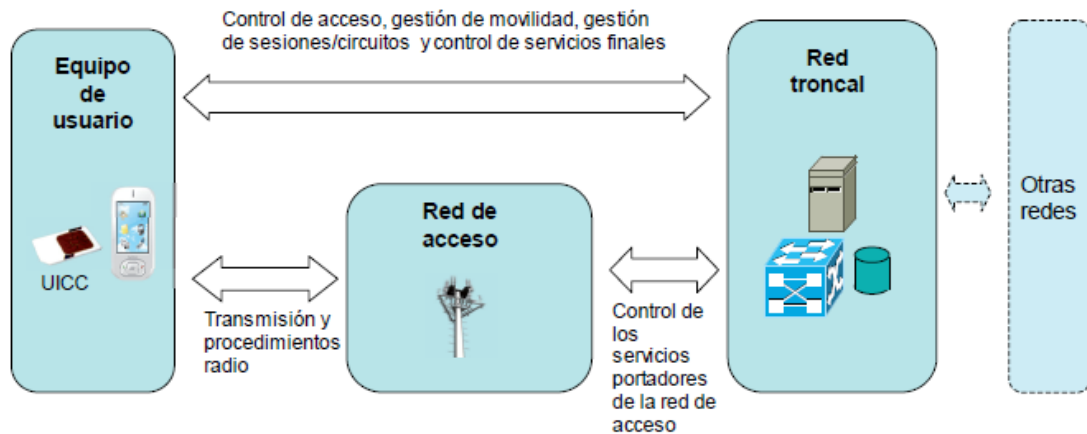 Control de acceso, gestión de movilidad, gestión
de sesiones/circuitos y control de servicios finales
Equipo
de
usuario
UICC
Red
troncal
Otras
redes
Red de
acceso
Transmisión y
procedimientos
radio
Control de
los
servicios
portadores
de la red de
acceso